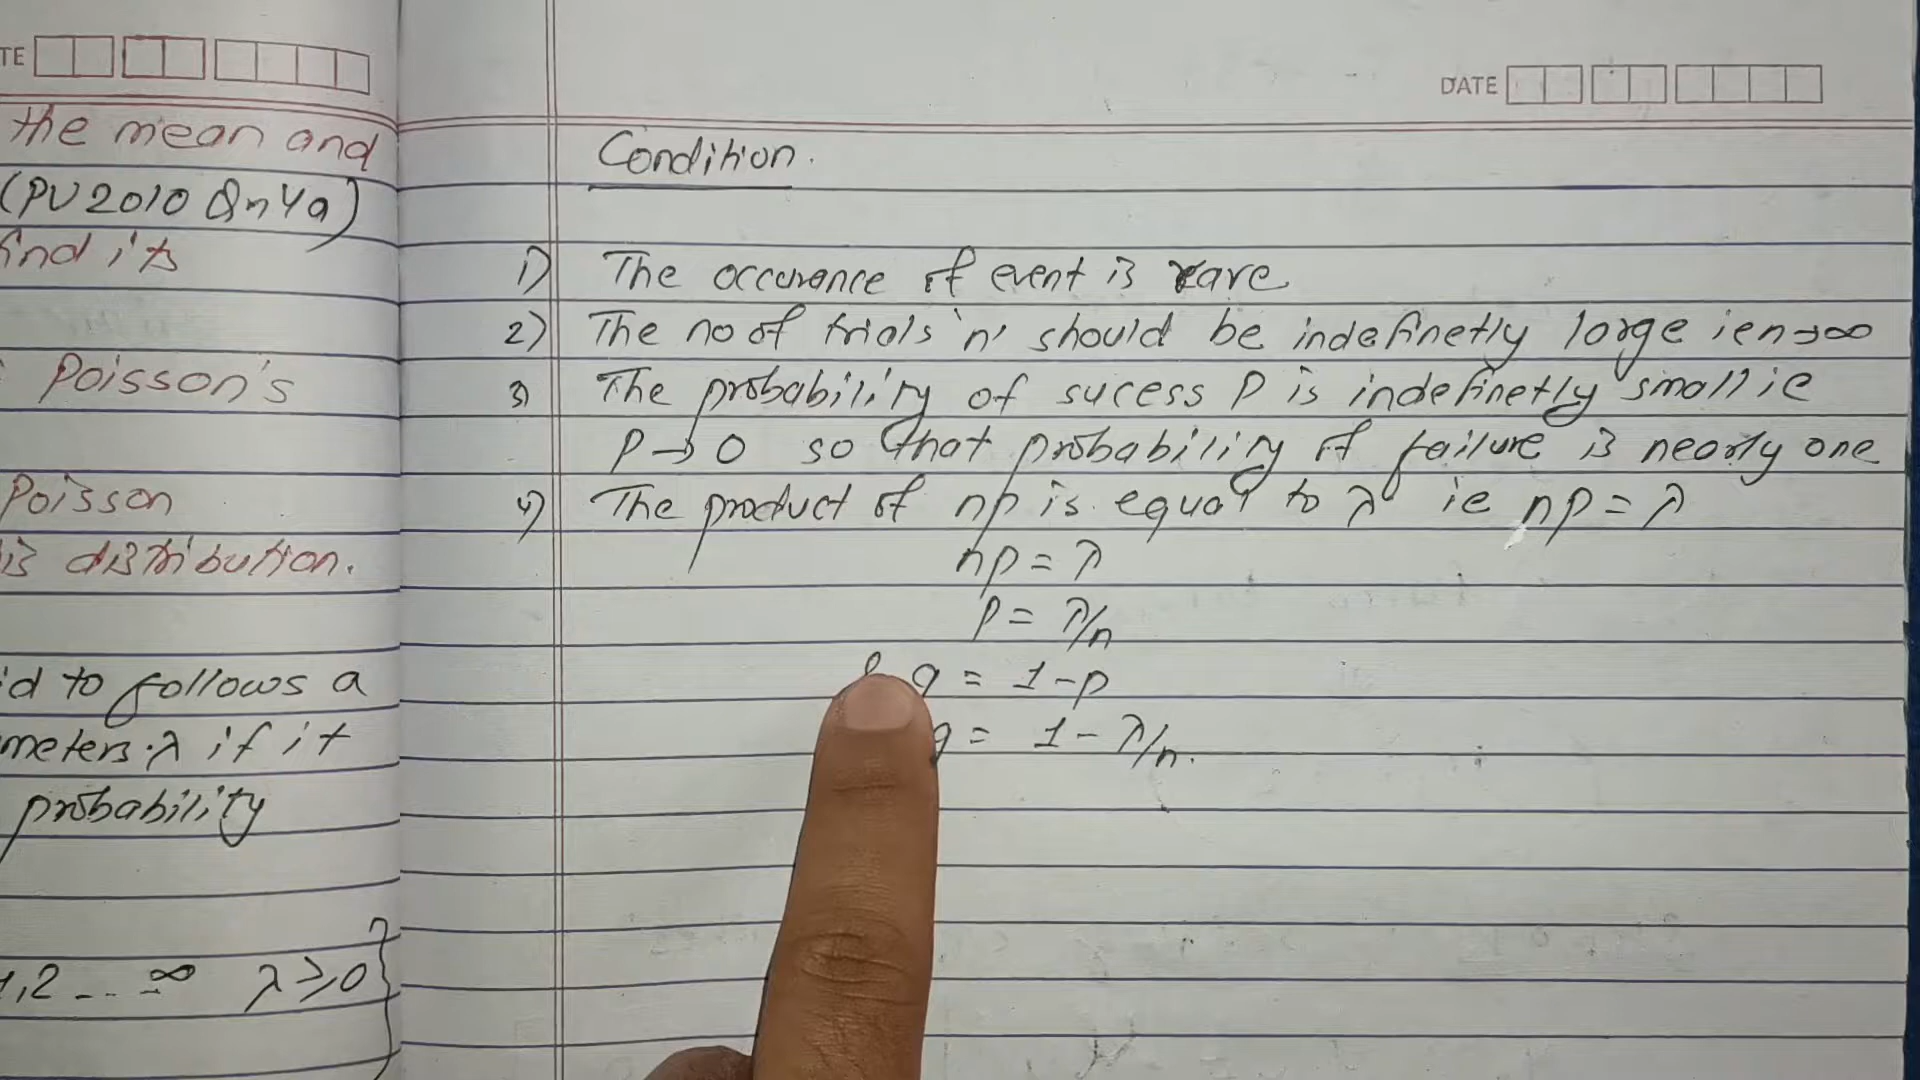 TE
the mean and
(PU 2010 Qn 4a)
find its
Poisson's
Poisson
is distribution.
id to follows a
meters λ if it
probability
1,2 -- ∞ λ ≥ 0}
DATE
Condition.
1) The occurence of event is rare
2) The no of trials 'n' should be indefinetly large ie n→∞
3) The probability of sucess P is indefinetly small ie
P → 0 so that probability of failure is nearly one
4) The product of np is equal to λ ie np = λ
np = λ
P = λ/n
& q = 1-p
q = 1 - λ/n.